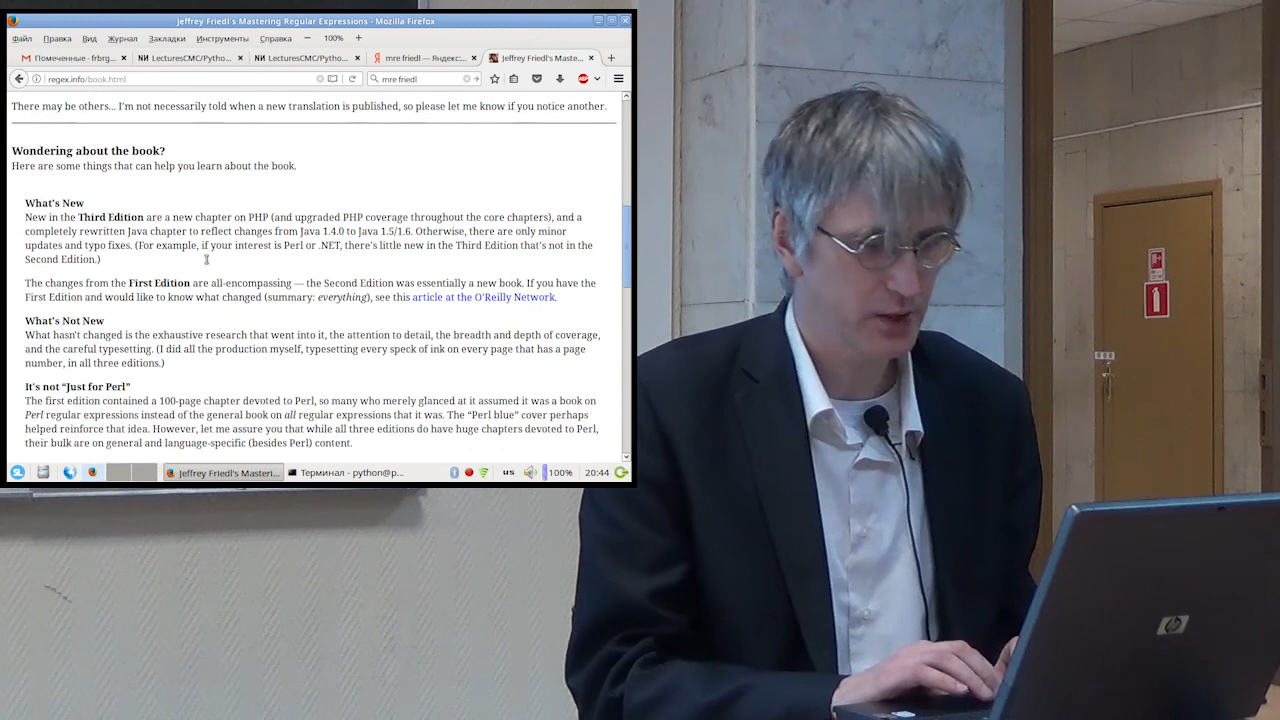 Jeffrey Friedl's Mastering Regular Expressions - Mozilla Firefox
Файл Правка Вид Журнал Закладки Инструменты Справка − 100% +
Помеченные - frbrg... LecturesCMC/Pytho... LecturesCMC/Pytho... mre friedl — Яндекс:... Jeffrey Friedl's Maste...
regex.info/book.html mre friedl
There may be others... I'm not necessarily told when a new translation is published, so please let me know if you notice another.
Wondering about the book?
Here are some things that can help you learn about the book.
What's New
New in the Third Edition are a new chapter on PHP (and upgraded PHP coverage throughout the core chapters), and a
completely rewritten Java chapter to reflect changes from Java 1.4.0 to Java 1.5/1.6. Otherwise, there are only minor
updates and typo fixes. (For example, if your interest is Perl or .NET, there's little new in the Third Edition that's not in the
Second Edition.)
The changes from the First Edition are all-encompassing — the Second Edition was essentially a new book. If you have the
First Edition and would like to know what changed (summary: everything), see this article at the O'Reilly Network.
What's Not New
What hasn't changed is the exhaustive research that went into it, the attention to detail, the breadth and depth of coverage,
and the careful typesetting. (I did all the production myself, typesetting every speck of ink on every page that has a page
number, in all three editions.)
It's not “Just for Perl”
The first edition contained a 100-page chapter devoted to Perl, so many who merely glanced at it assumed it was a book on
Perl regular expressions instead of the general book on all regular expressions that it was. The “Perl blue” cover perhaps
helped reinforce that idea. However, let me assure you that while all three editions do have huge chapters devoted to Perl,
their bulk are on general and language-specific (besides Perl) content.
Jeffrey Friedl's Masteri... Терминал - python@p... us 100% 20:44
hp